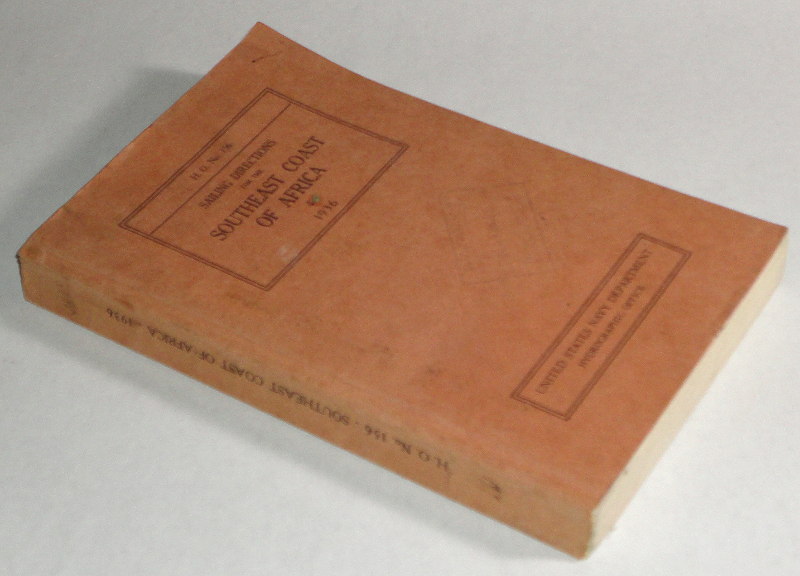 H. O. No. 156
SAILING DIRECTIONS
FOR THE
SOUTHEAST COAST
OF AFRICA
1936
UNITED STATES NAVY DEPARTMENT
HYDROGRAPHIC OFFICE
H. O. No. 156 - SOUTHEAST COAST OF AFRICA - 1936